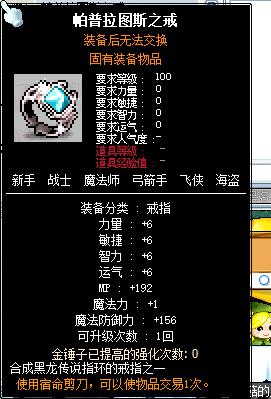 帕普拉图斯之戒
装备后无法交换
固有装备物品
要求等级： 100
要求力量： 0
要求敏捷： 0
要求智力： 0
要求运气： 0
要求人气度： -
道具等级： -
道具经验值： -
新手 战士 魔法师 弓箭手 飞侠 海盗
装备分类 : 戒指
力量 : +6
敏捷 : +6
智力 : +6
运气 : +6
MP : +192
魔法力 : +1
魔法防御力 : +156
可升级次数 : 1回
金锤子已提高的强化次数: 0
合成黑龙传说指环的戒指之一
使用宿命剪刀，可以使物品交易1次。